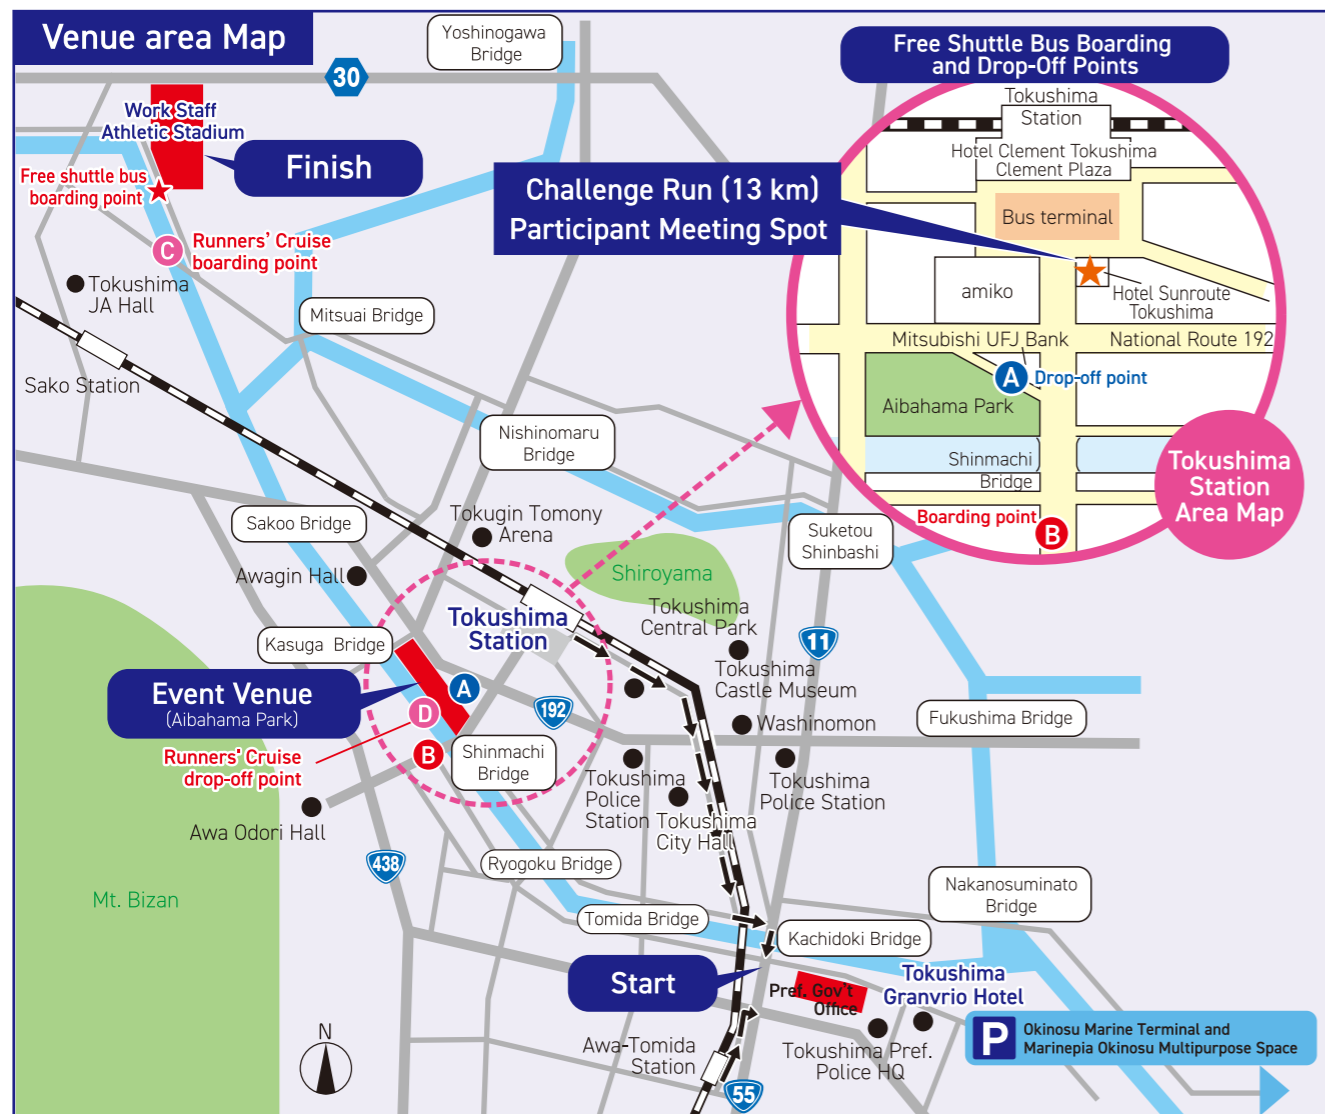 Venue area Map
Yoshinogawa
Bridge
30
Work Staff
Athletic Stadium
Finish
Free shuttle bus
boarding point
C
Runners' Cruise
boarding point
Tokushima
JA Hall
Mitsuai Bridge
Sako Station
Nishinomaru
Bridge
Sakoo Bridge
Tokugin Tomony
Arena
Awagin Hall
Suketou
Shinbashi
Shiroyama
Tokushima
Central Park
Tokushima
Station
Kasuga Bridge
11
Tokushima
Castle Museum
Event Venue
(Aibahama Park)
A
D
B
192
Washinomon
Fukushima Bridge
Runners' Cruise
drop-off point
Shinmachi
Bridge
Tokushima
Police
Station
Tokushima
City Hall
Tokushima
Police Station
Awa Odori Hall
438
Ryogoku Bridge
Mt. Bizan
Tomida Bridge
Nakanosuminato
Bridge
Kachidoki Bridge
Start
Pref. Gov't
Office
Tokushima
Granvrio Hotel
N
Awa-Tomida
Station
Tokushima Pref.
Police HQ
P
Okinosu Marine Terminal and
Marinepia Okinosu Multipurpose Space
55
Free Shuttle Bus Boarding
and Drop-Off Points
Tokushima
Station
Hotel Clement Tokushima
Clement Plaza
Challenge Run (13 km)
Participant Meeting Spot
Bus terminal
amiko
Hotel Sunroute
Tokushima
Mitsubishi UFJ Bank
National Route 192
A
Drop-off point
Aibahama Park
Shinmachi
Bridge
Boarding point
B
Tokushima
Station
Area Map